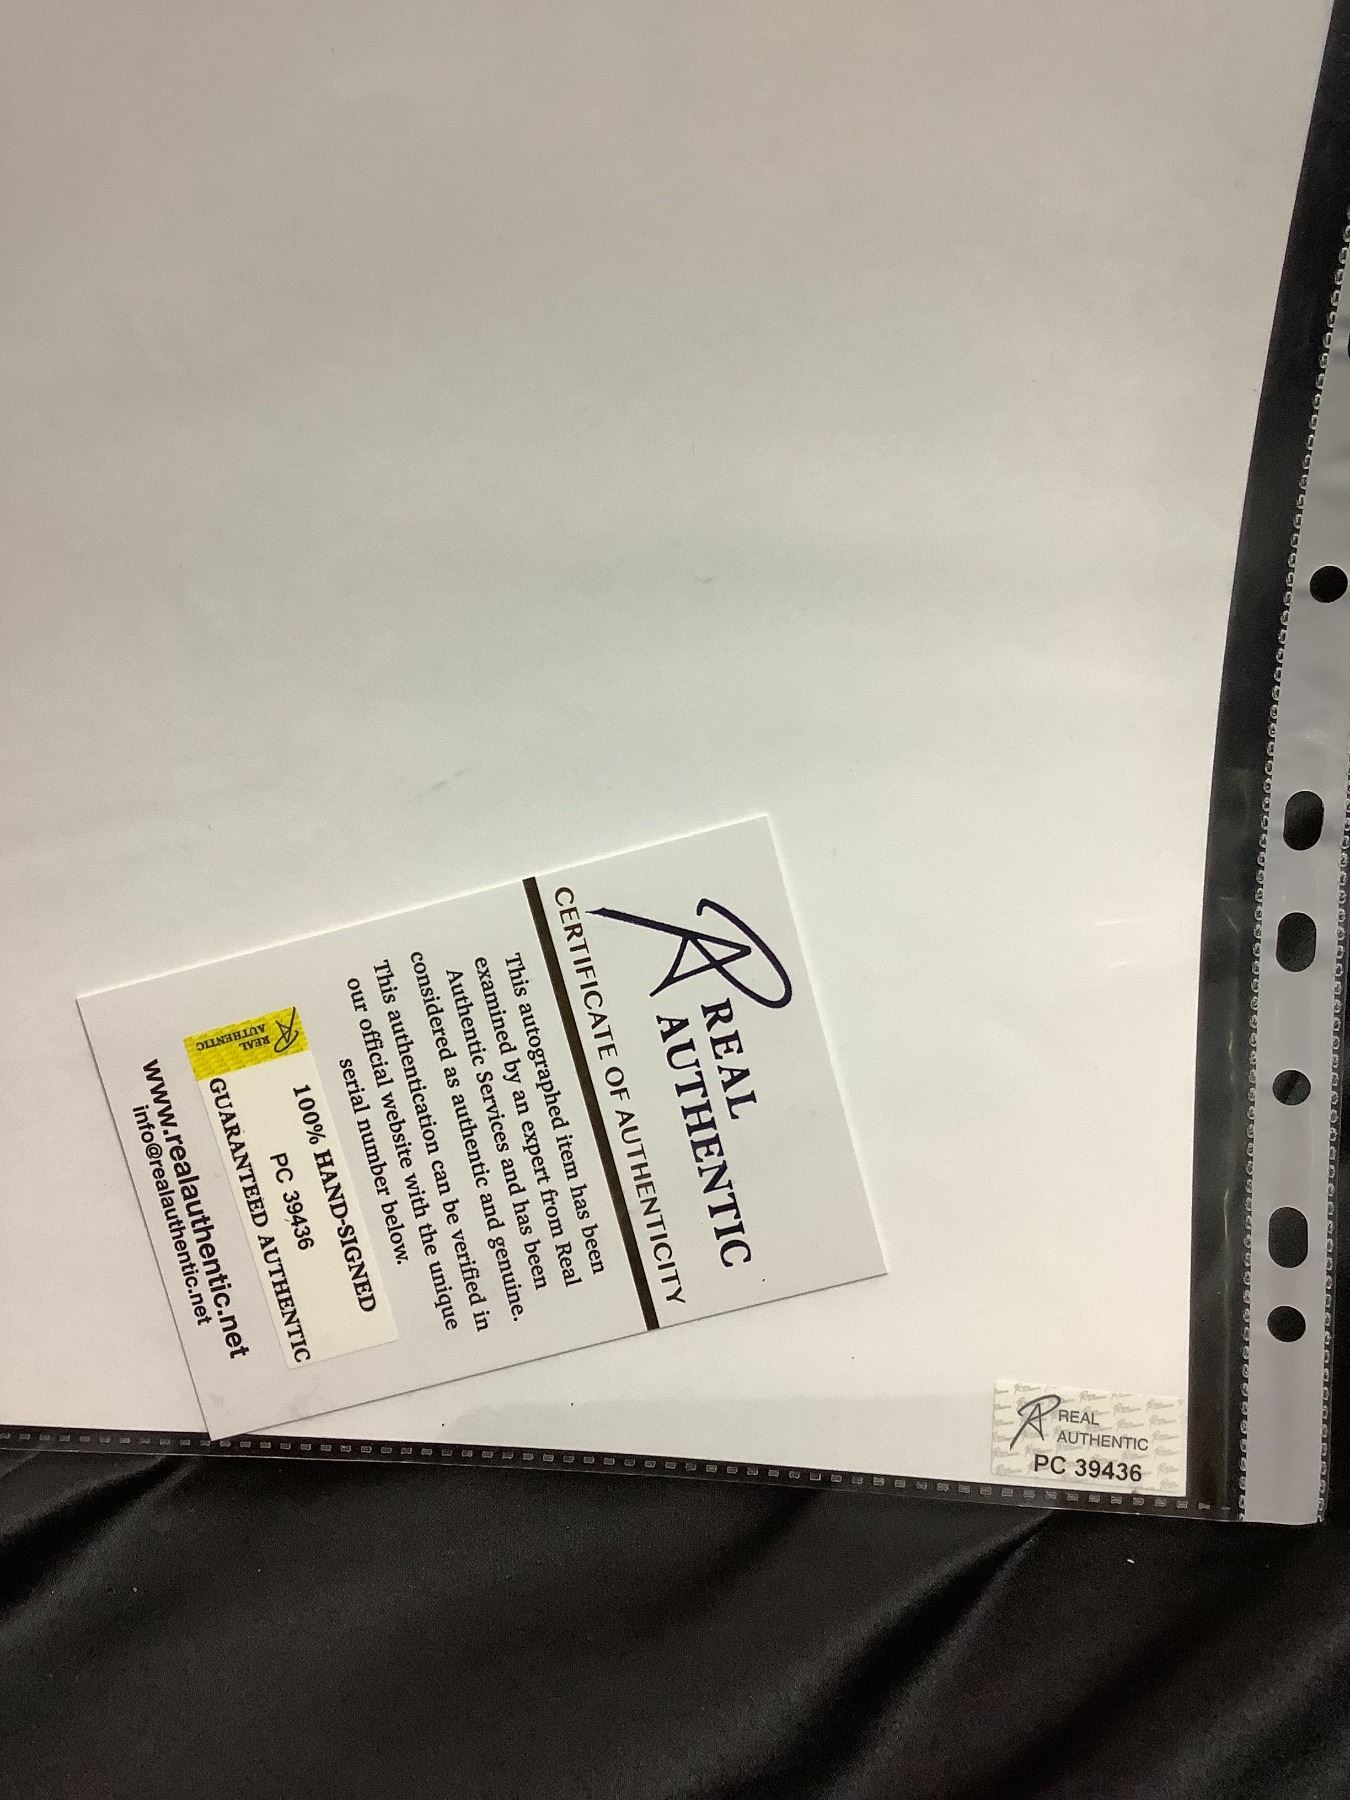 REAL
AUTHENTIC
CERTIFICATE OF AUTHENTICITY
This autographed item has been
examined by an expert from Real
Authentic Services and has been
considered as authentic and genuine.
This authentication can be verified in
our official website with the unique
serial number below.
REAL
AUTHENTIC
100% HAND-SIGNED
PC 39436
GUARANTEED AUTHENTIC
www.realauthentic.net
info@realauthentic.net
REAL
AUTHENTIC
PC 39436